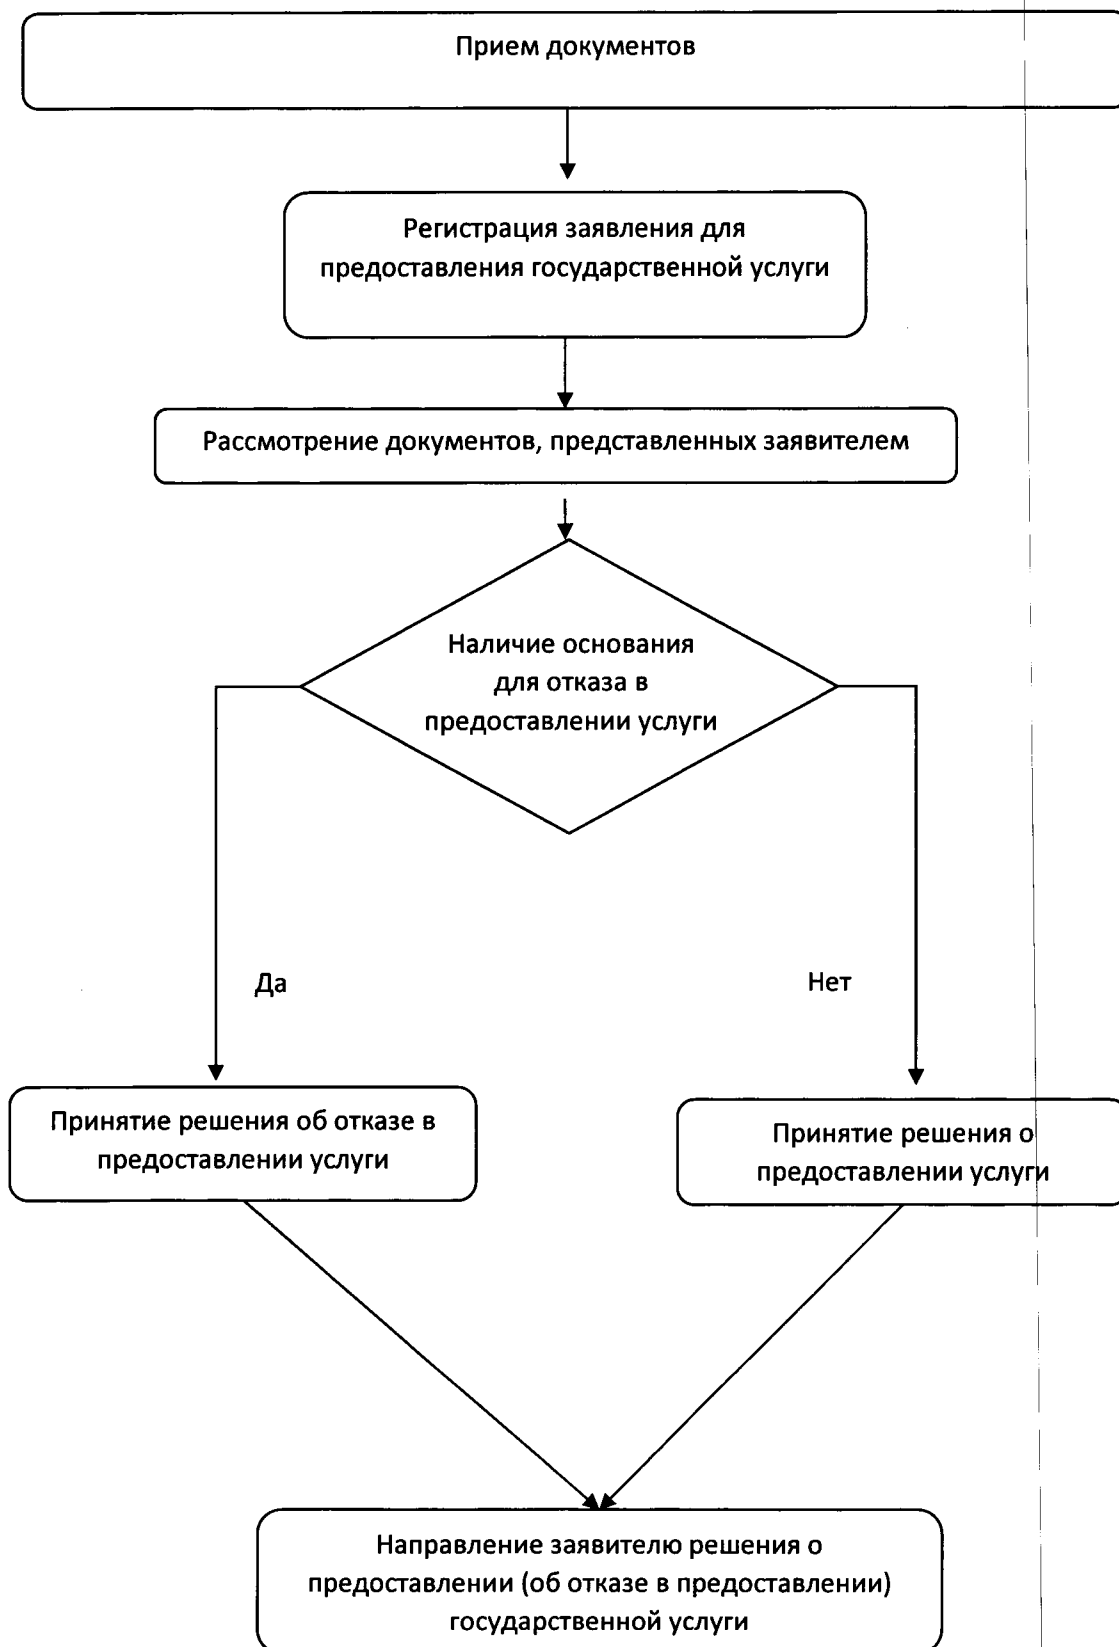 Прием документов
Регистрация заявления для
предоставления государственной услуги
Рассмотрение документов, представленных заявителем
Наличие основания
для отказа в
предоставлении услуги
Да
Нет
Принятие решения об отказе в
предоставлении услуги
Принятие решения о
предоставлении услуги
Направление заявителю решения о
предоставлении (об отказе в предоставлении)
государственной услуги